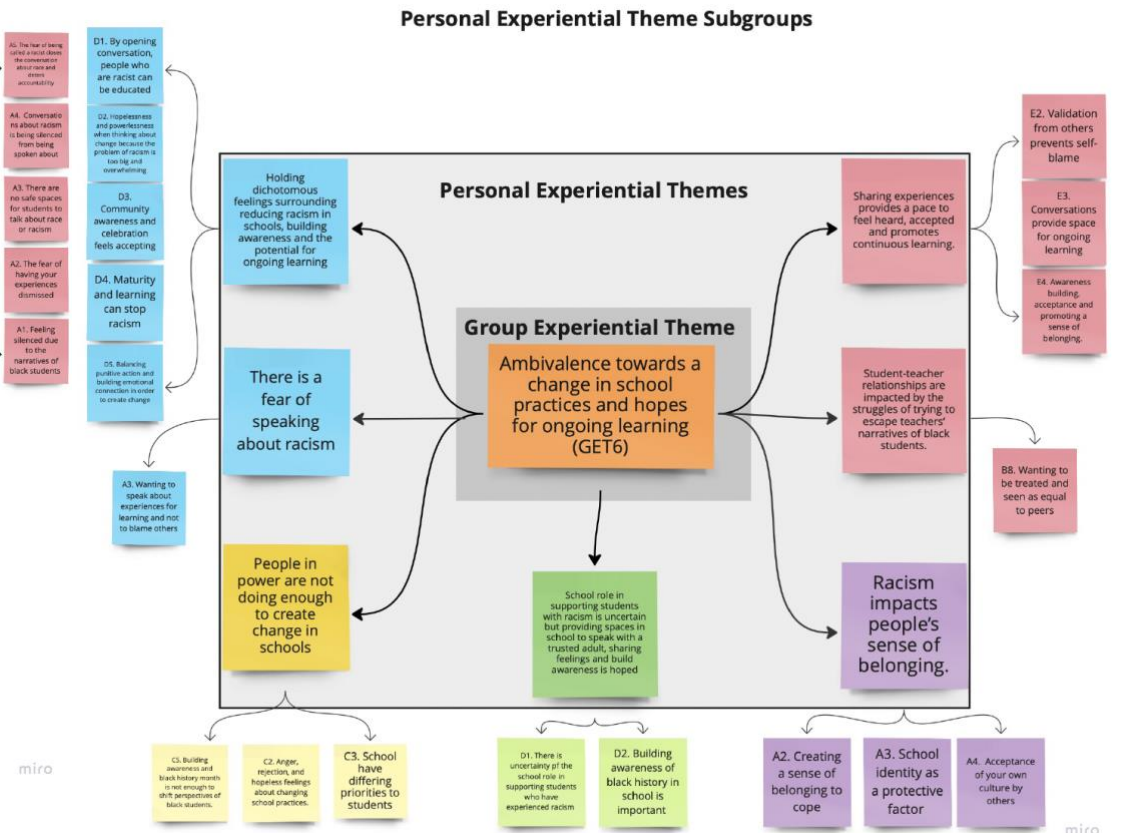 Personal Experiential Theme Subgroups
A5. The fear of being
called a racist closes
the conversation
about race and
deters
accountability
A4. Conversatio
ns about racism
is being silenced
from being
spoken about
A3. There are
no safe spaces
for students to
talk about race
or racism
A2. The fear of
having your
experiences
dismissed
A1. Feeling
silenced due
to the
narratives of
black students
D1. By opening
conversation,
people who
are racist can
be educated
D2. Hopelessness
and powerlessness
when thinking about
change because the
problem of racism is
too big and
overwhelming
D3.
Community
awareness and
celebration
feels accepting
D4. Maturity
and learning
can stop
racism
D5. Balancing
punitive action and
building emotional
connection in order
to create change
A3. Wanting to
speak about
experiences for
learning and not
to blame others
Personal Experiential Themes
Holding
dichotomous
feelings surrounding
reducing racism in
schools, building
awareness and the
potential for
ongoing learning
There is a
fear of
speaking
about racism
People in
power are not
doing enough
to create
change in
schools
Group Experiential Theme
Ambivalence towards a
change in school
practices and hopes
for ongoing learning
(GET6)
School role in
supporting students
with racism is uncertain
but providing spaces in
school to speak with a
trusted adult, sharing
feelings and build
awareness is hoped
Sharing experiences
provides a pace to
feel heard, accepted
and promotes
continuous learning.
Student-teacher
relationships are
impacted by the
struggles of trying to
escape teachers'
narratives of black
students.
Racism
impacts
people's
sense of
belonging.
E2. Validation
from others
prevents self-
blame
E3.
Conversations
provide space
for ongoing
learning
E4. Awareness
building,
acceptance and
promoting a
sense of
belonging.
B8. Wanting to
be treated and
seen as equal
to peers
C5. Building
awareness and
black history month
is not enough to
shift perspectives of
black students.
C2. Anger,
rejection, and
hopeless feelings
about changing
school practices.
C3. School
have
differing
priorities to
students
D1. There is
uncertainty pf the
school role in
supporting students
who have
experienced racism
D2. Building
awareness of
black history in
school is
important
A2. Creating
a sense of
belonging to
cope
A3. School
identity as
a protective
factor
A4. Acceptance
of your own
culture by
others
miro
miro